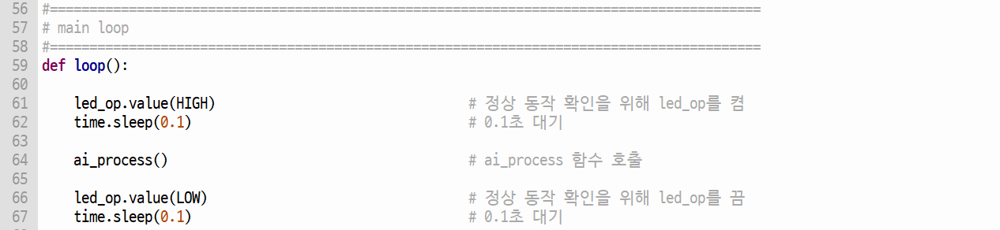 56 #==========================================================================================
57 # main loop
58 #==========================================================================================
59 def loop():
60
61     led_op.value(HIGH)                                # 정상 동작 확인을 위해 led_op를 켬
62     time.sleep(0.1)                                   # 0.1초 대기
63
64     ai_process()                                      # ai_process 함수 호출
65
66     led_op.value(LOW)                                 # 정상 동작 확인을 위해 led_op를 끔
67     time.sleep(0.1)                                   # 0.1초 대기